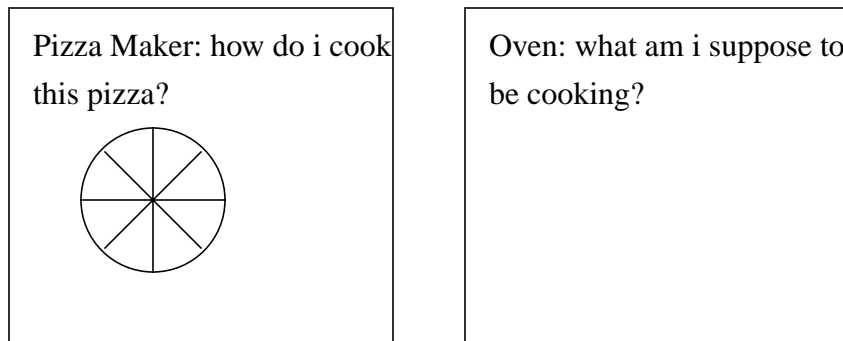 Pizza Maker: how do i cook
this pizza?
Oven: what am i suppose to
be cooking?